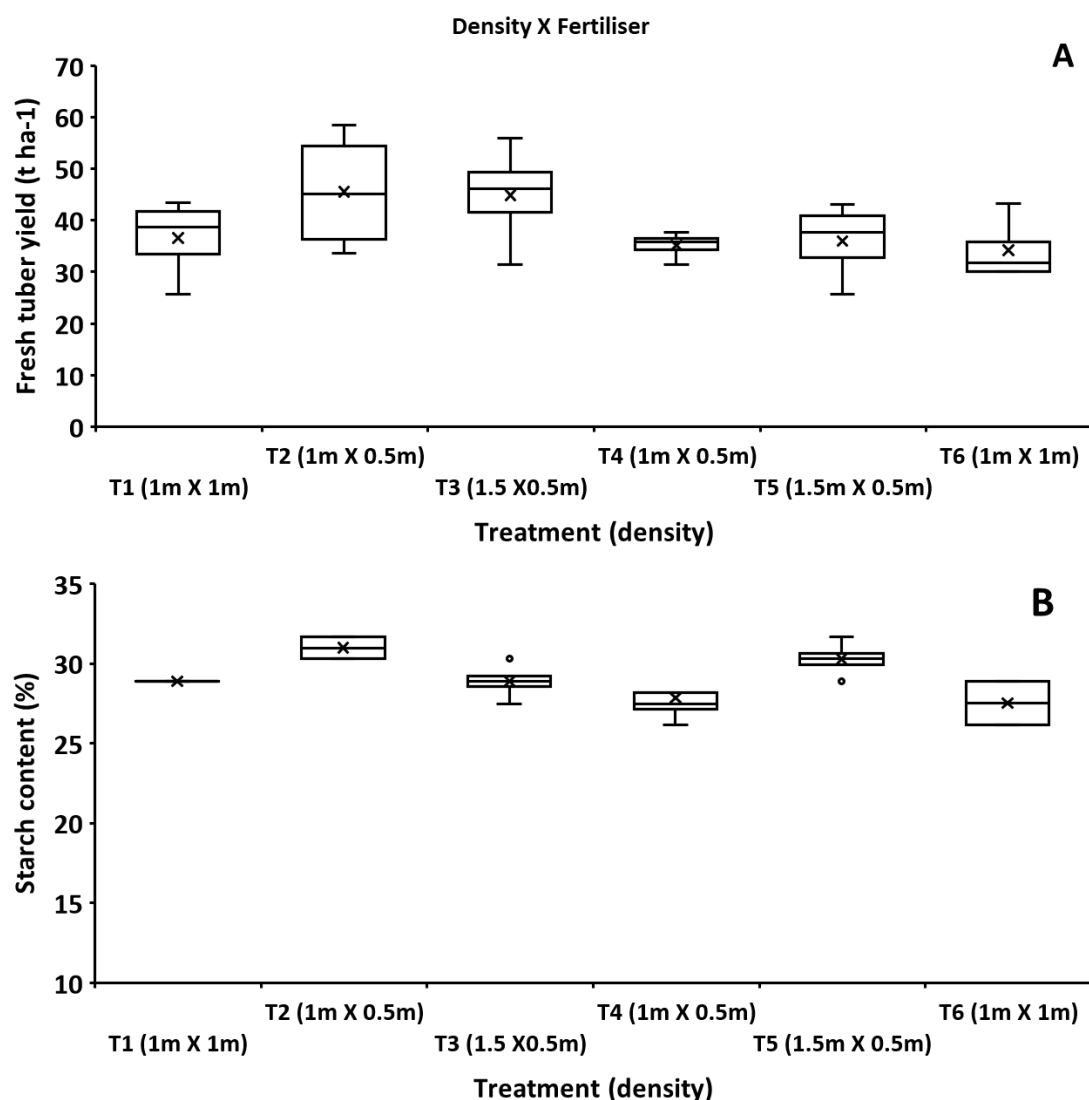 Density X Fertiliser
A
Fresh tuber yield (t ha-1)
70
60
50
40
30
20
10
0
T2 (1m X 0.5m) T4 (1m X 0.5m) T6 (1m X 1m)
T1 (1m X 1m) T3 (1.5 X0.5m) T5 (1.5m X 0.5m)
Treatment (density)
B
Starch content (%)
35
30
25
20
15
10
T2 (1m X 0.5m) T4 (1m X 0.5m) T6 (1m X 1m)
T1 (1m X 1m) T3 (1.5 X0.5m) T5 (1.5m X 0.5m)
Treatment (density)